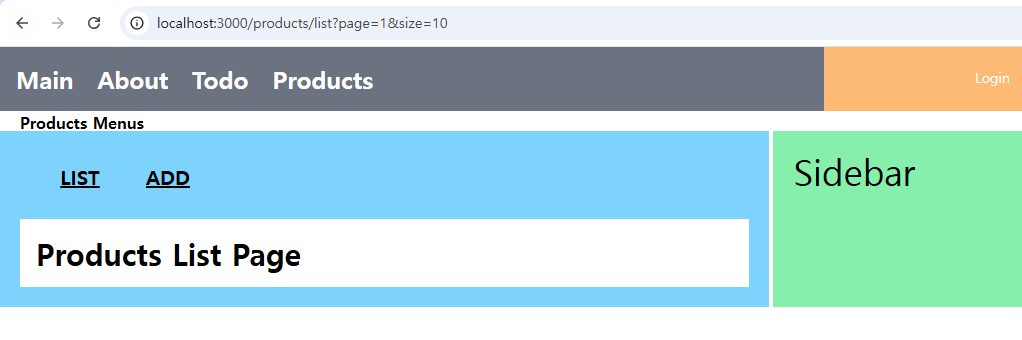 localhost:3000/products/list?page=1&size=10
Main About Todo Products Login
Products Menus
LIST ADD
Sidebar
Products List Page